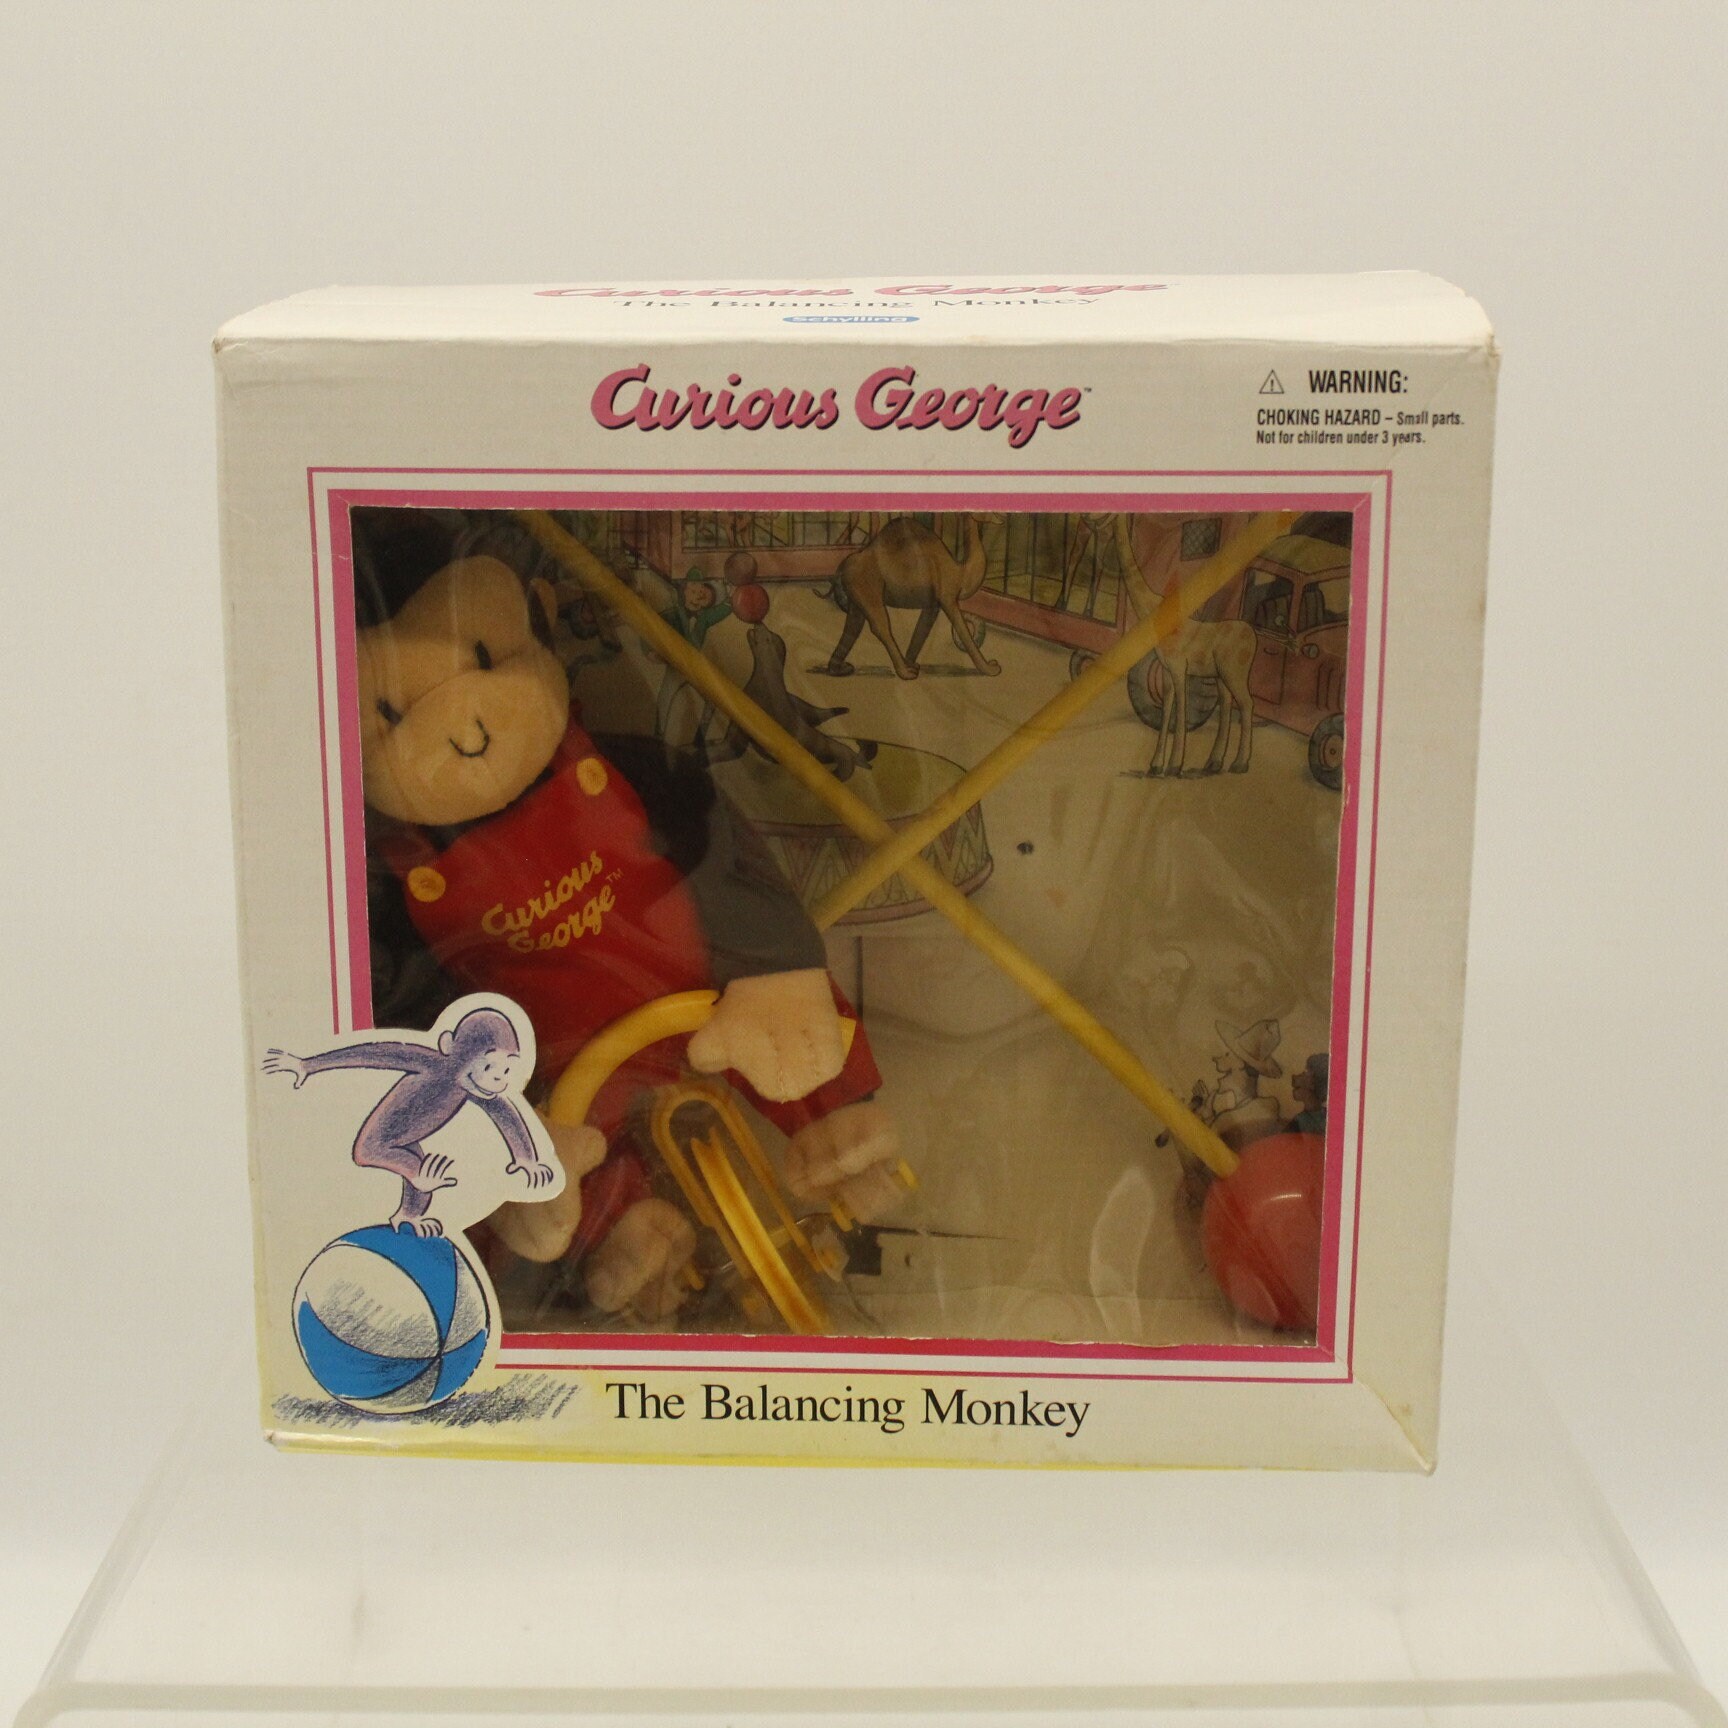 Curious George
The Balancing Monkey
Schylling
Curious George™
⚠ WARNING:
CHOKING HAZARD – Small parts.
Not for children under 3 years.
Curious
George™
The Balancing Monkey